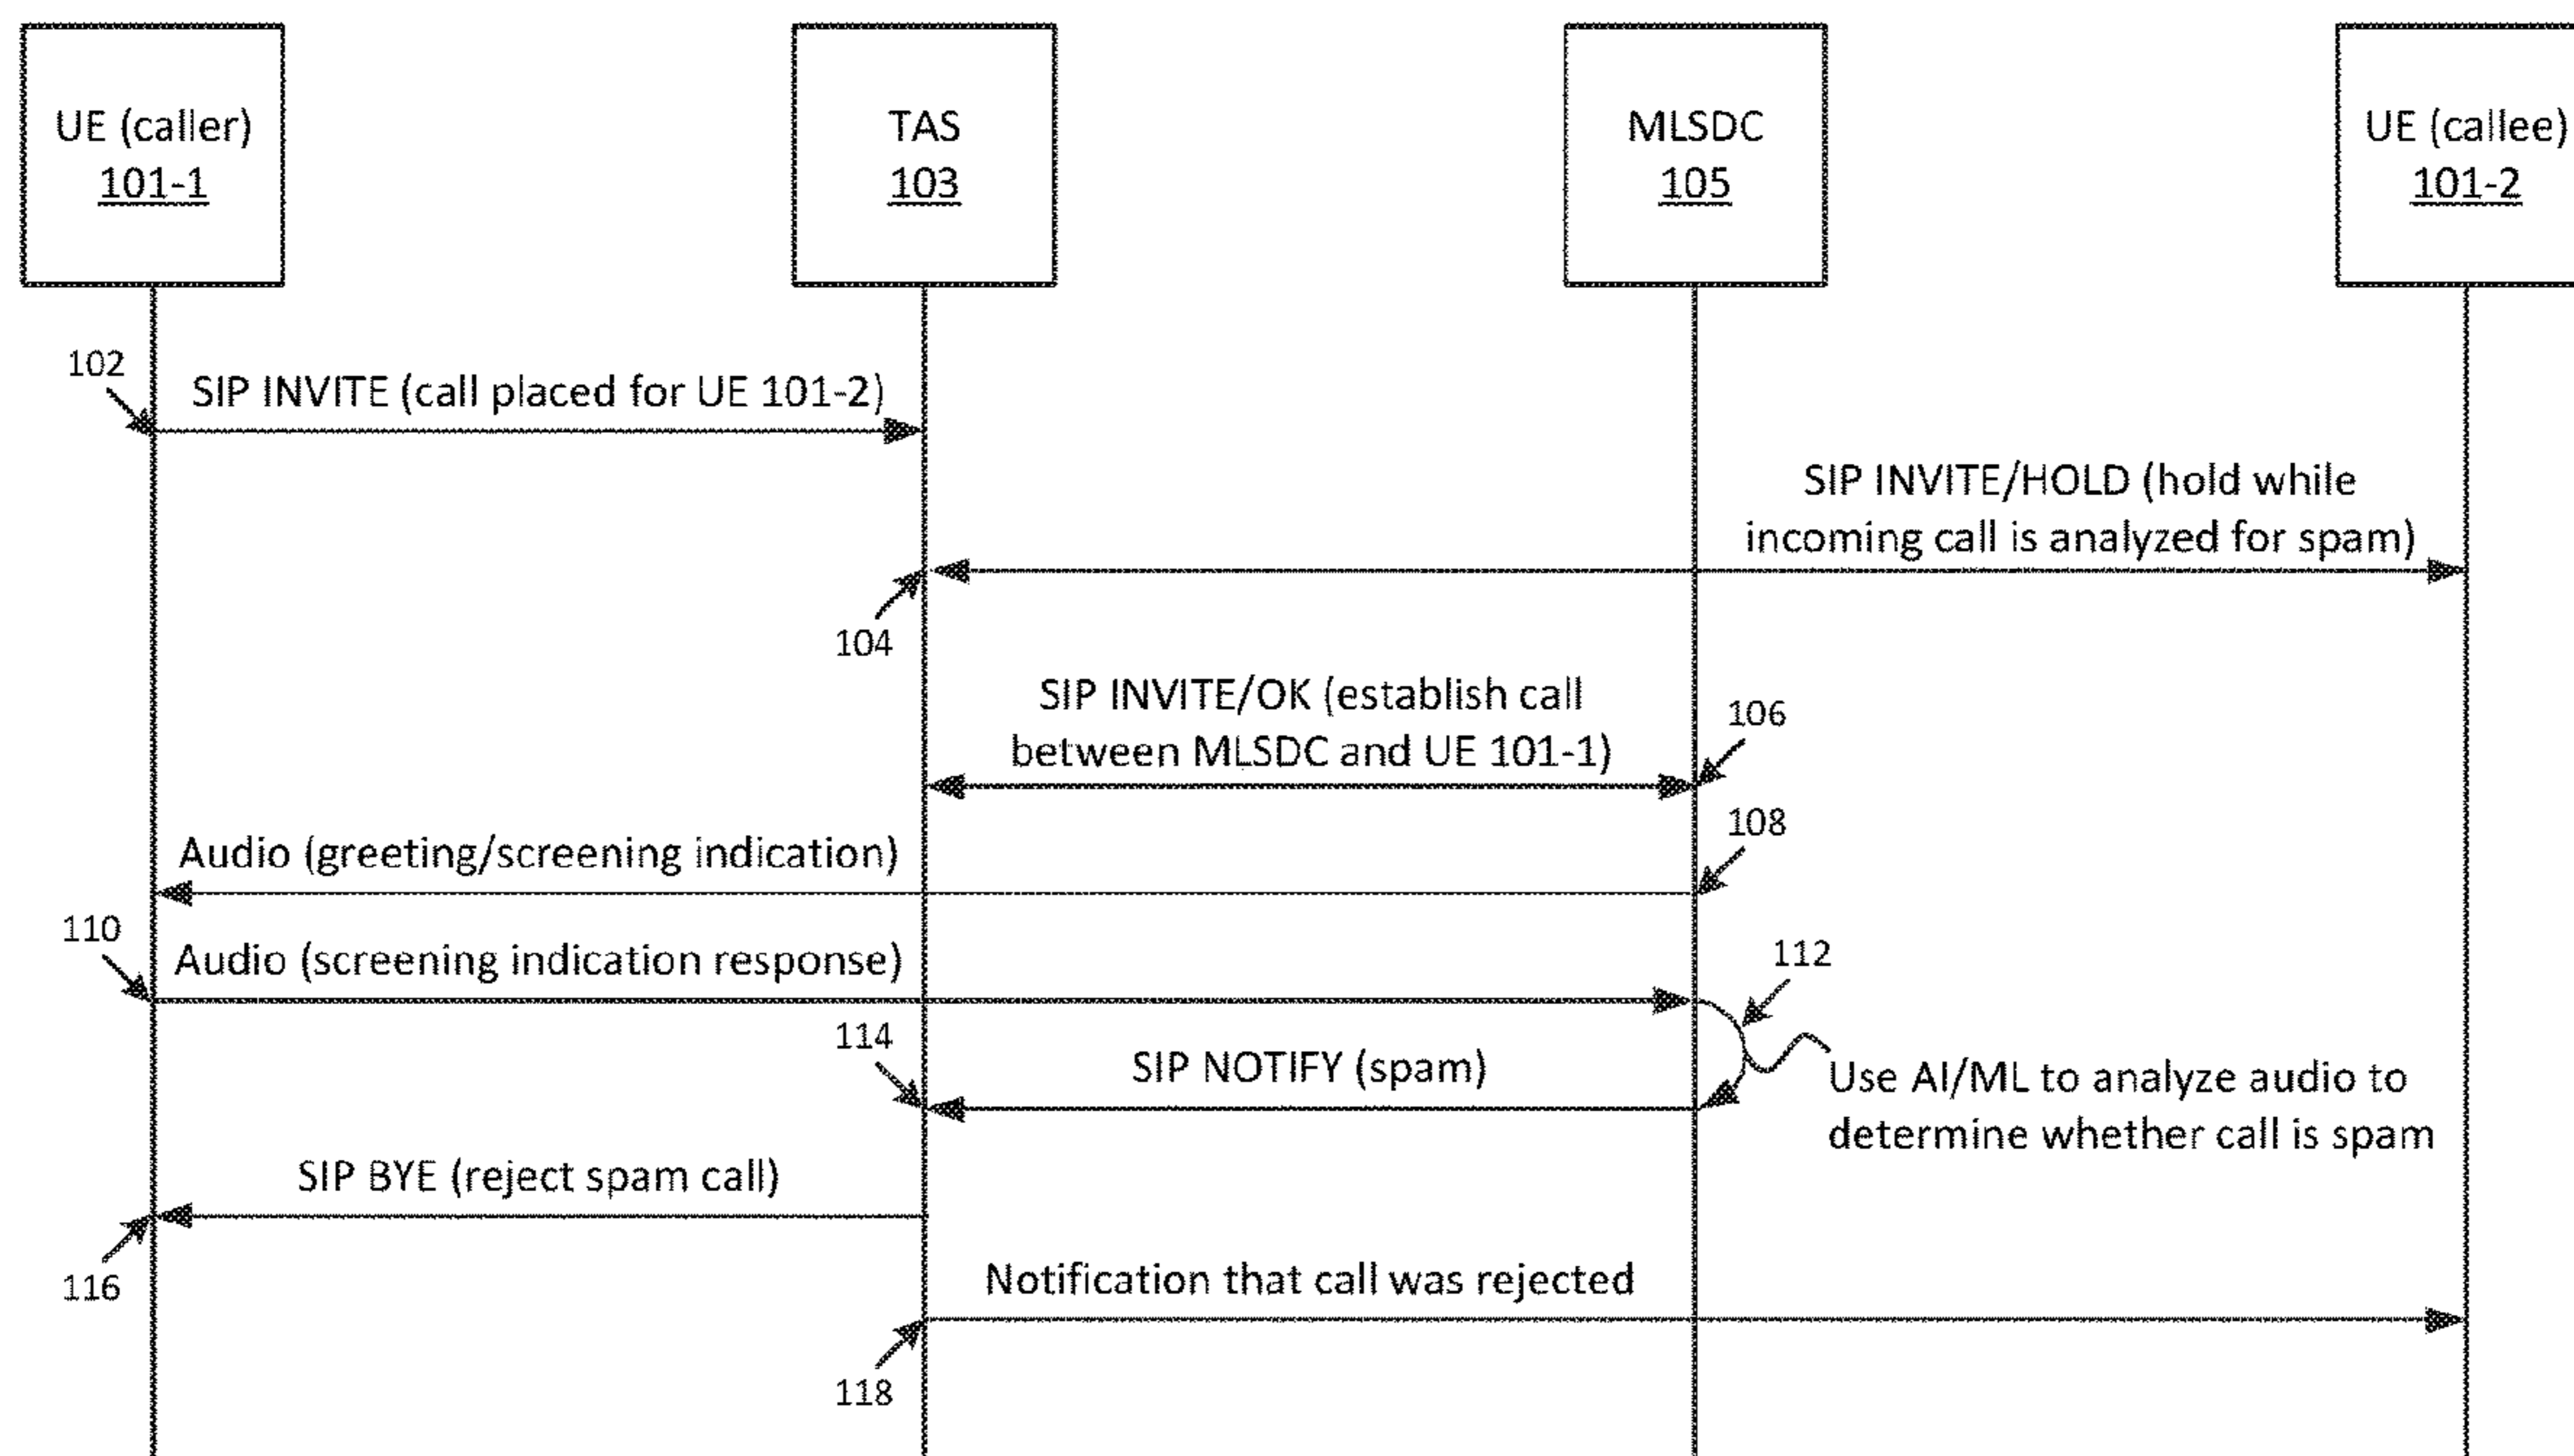 UE (caller)
101-1
TAS
103
MLSDC
105
UE (callee)
101-2
102
SIP INVITE (call placed for UE 101-2)
SIP INVITE/HOLD (hold while
incoming call is analyzed for spam)
104
SIP INVITE/OK (establish call
between MLSDC and UE 101-1)
106
108
Audio (greeting/screening indication)
110
Audio (screening indication response)
112
114
SIP NOTIFY (spam)
Use AI/ML to analyze audio to
determine whether call is spam
SIP BYE (reject spam call)
116
Notification that call was rejected
118